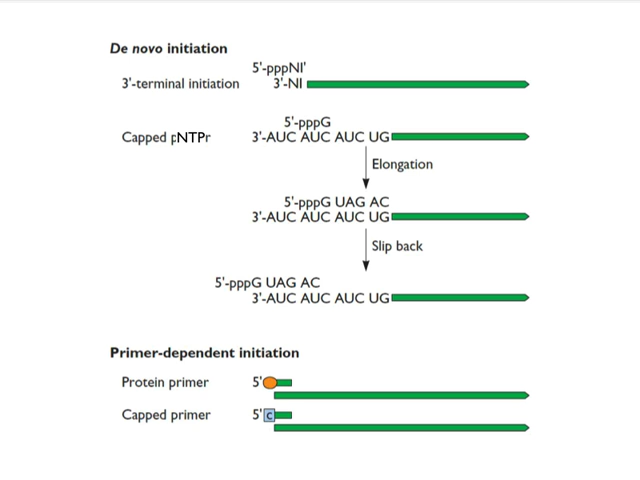 De novo initiation
5'-pppNI'
3'-terminal initiation 3'-NI
5'-pppG
Capped pNTPr 3'-AUC AUC AUC UG
Elongation
5'-pppG UAG AC
3'-AUC AUC AUC UG
Slip back
5'-pppG UAG AC
3'-AUC AUC AUC UG
Primer-dependent initiation
Protein primer 5'
Capped primer 5' c